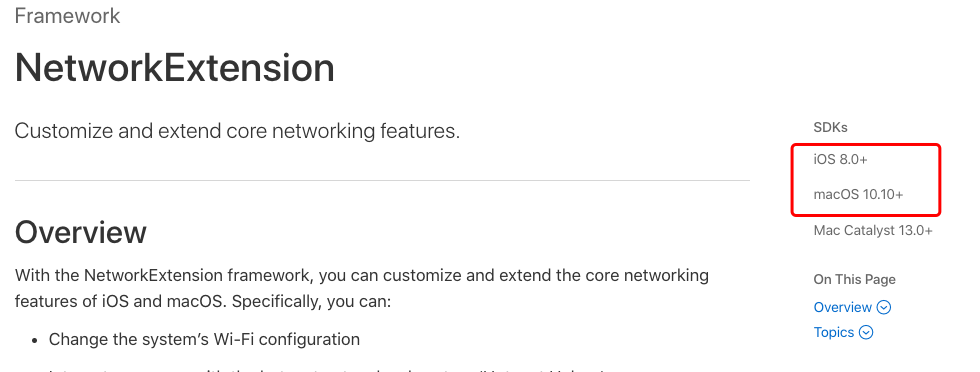 Framework
NetworkExtension
Customize and extend core networking features.
SDKs
iOS 8.0+
macOS 10.10+
Mac Catalyst 13.0+
On This Page
Overview
Topics
Overview
With the NetworkExtension framework, you can customize and extend the core networking
features of iOS and macOS. Specifically, you can:
• Change the system’s Wi-Fi configuration